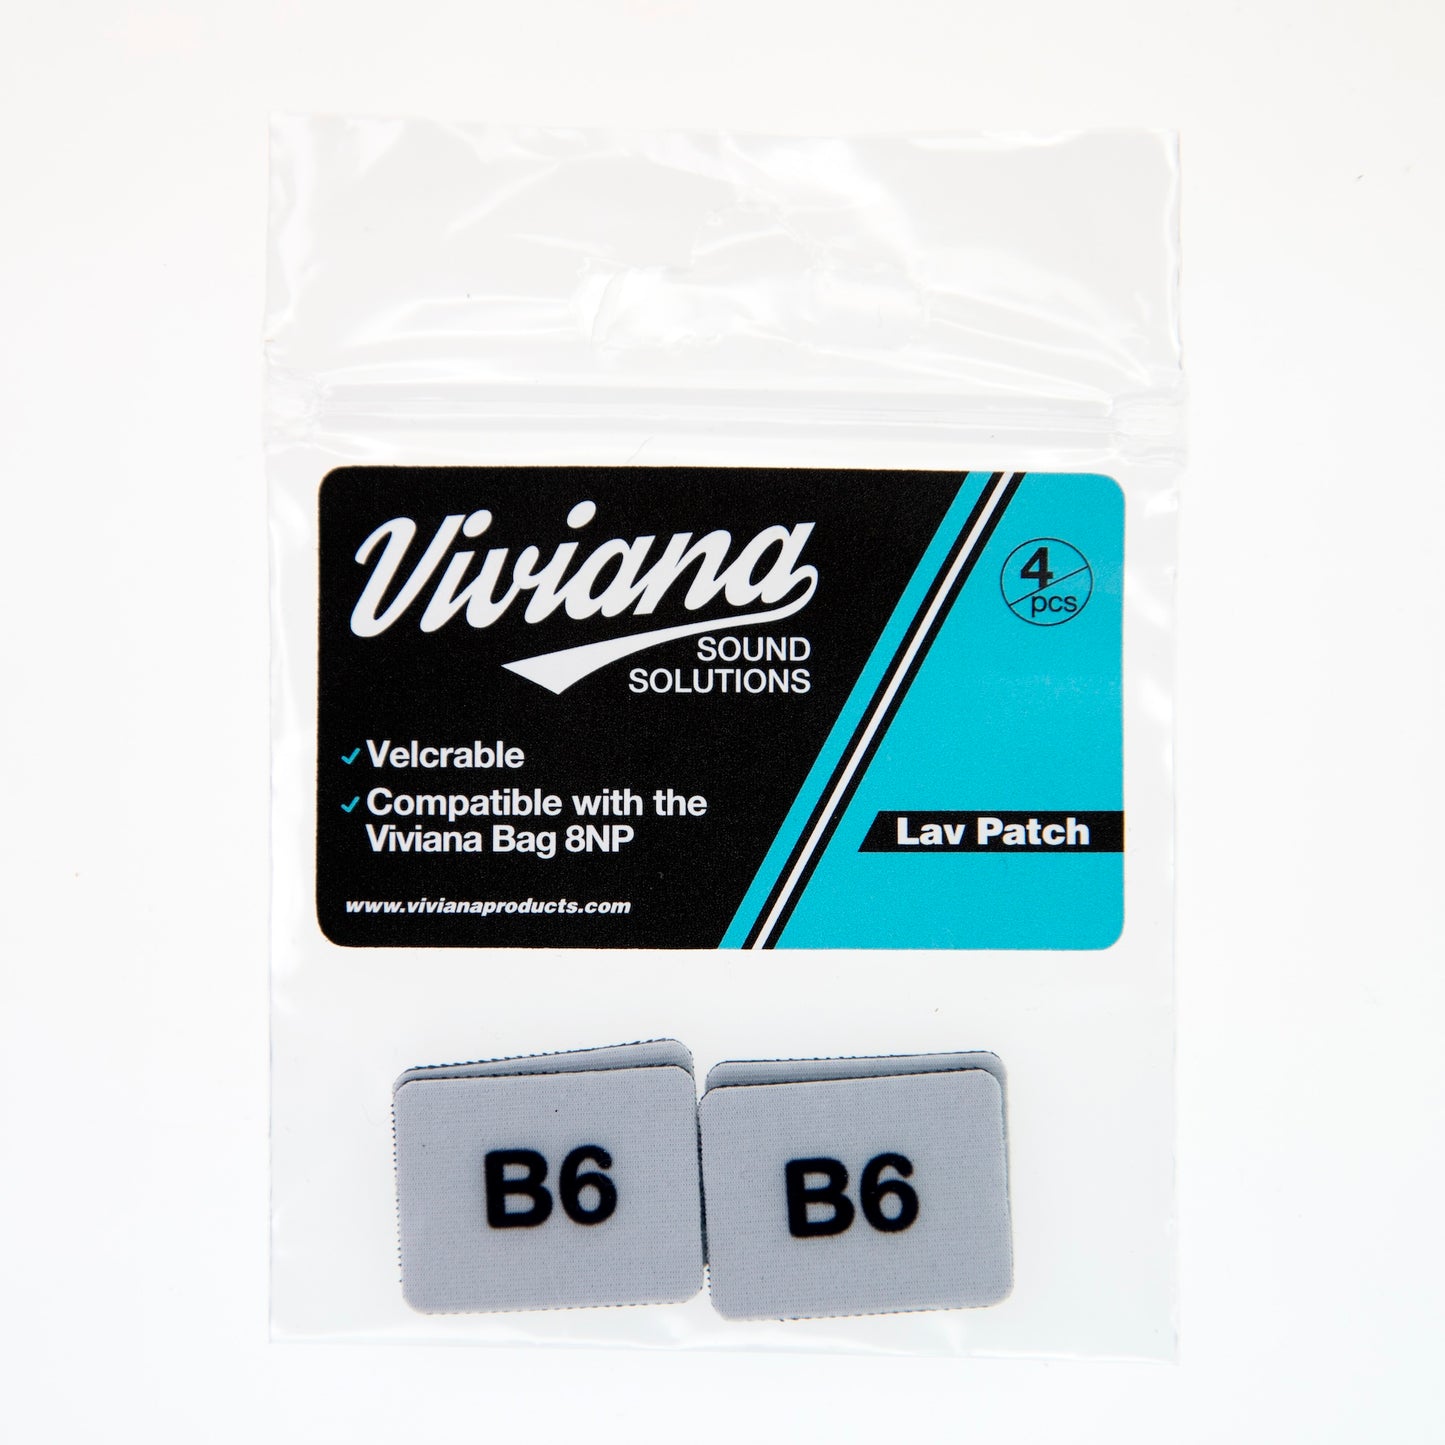 Viviana
SOUND
SOLUTIONS
4
pcs
Velcrable
Compatible with the
Viviana Bag 8NP
Lav Patch
www.vivianaproducts.com
B6
B6